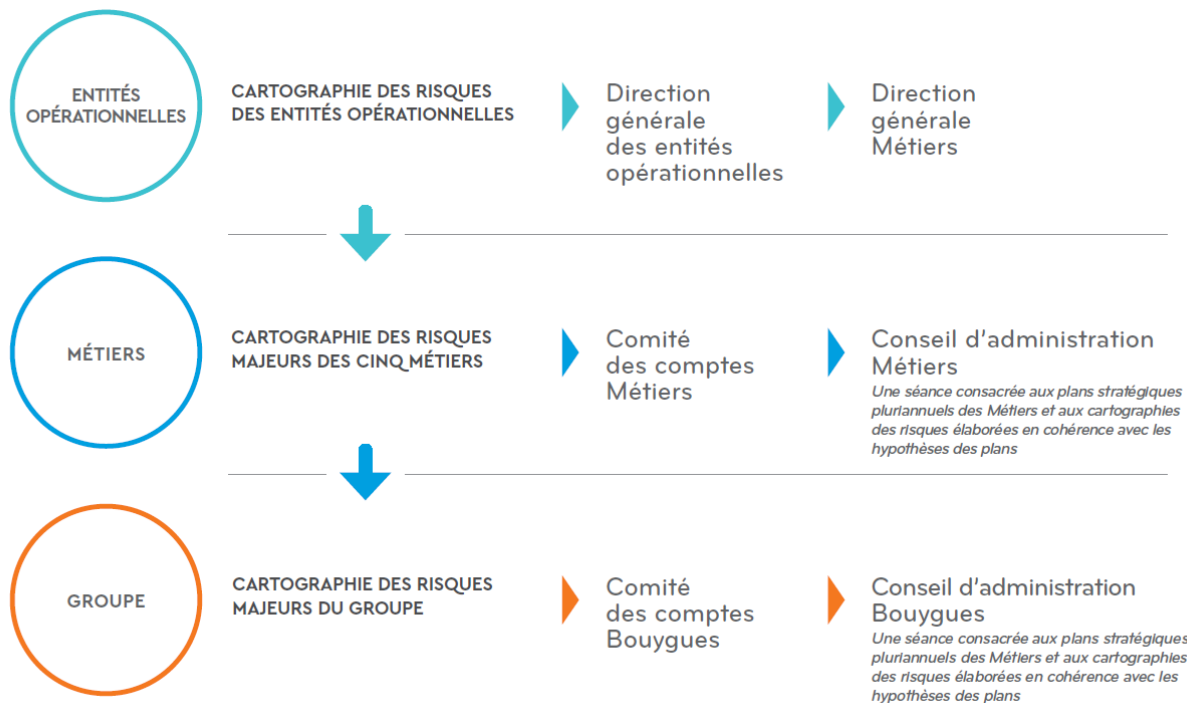 ENTITÉS
OPÉRATIONNELLES
CARTOGRAPHIE DES RISQUES
DES ENTITÉS OPÉRATIONNELLES
Direction
générale
des entités
opérationnelles
Direction
générale
Métiers
MÉTIERS
CARTOGRAPHIE DES RISQUES
MAJEURS DES CINQ MÉTIERS
Comité
des comptes
Métiers
Conseil d’administration
Métiers
Une séance consacrée aux plans stratégiques
pluriannuels des Métiers et aux cartographies
des risques élaborées en cohérence avec les
hypothèses des plans
GROUPE
CARTOGRAPHIE DES RISQUES
MAJEURS DU GROUPE
Comité
des comptes
Bouygues
Conseil d’administration
Bouygues
Une séance consacrée aux plans stratégiques
pluriannuels des Métiers et aux cartographies
des risques élaborées en cohérence avec les
hypothèses des plans